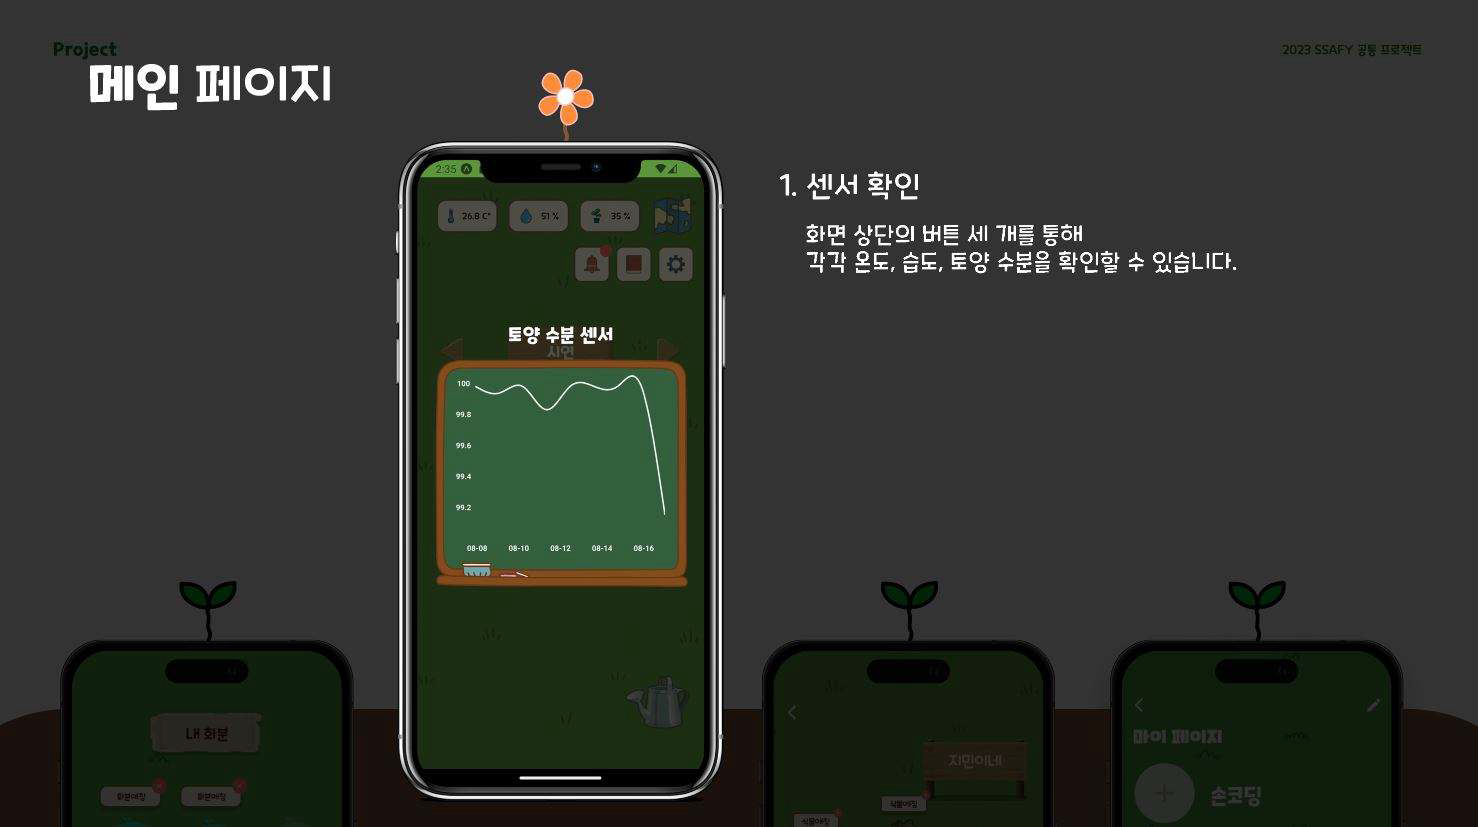 Project
2023 SSAFY 공통 프로젝트
메인 페이지
2:35
26.8 C°
51 %
35 %
1. 센서 확인
화면 상단의 버튼 세 개를 통해
각각 온도, 습도, 토양 수분을 확인할 수 있습니다.
토양 수분 센서
시연
100
99.8
99.6
99.4
99.2
08-08 08-10 08-12 08-14 08-16
내 화분
화분애칭
화분애칭
지민이네
식물애칭
식물애칭
마이 페이지
손코딩